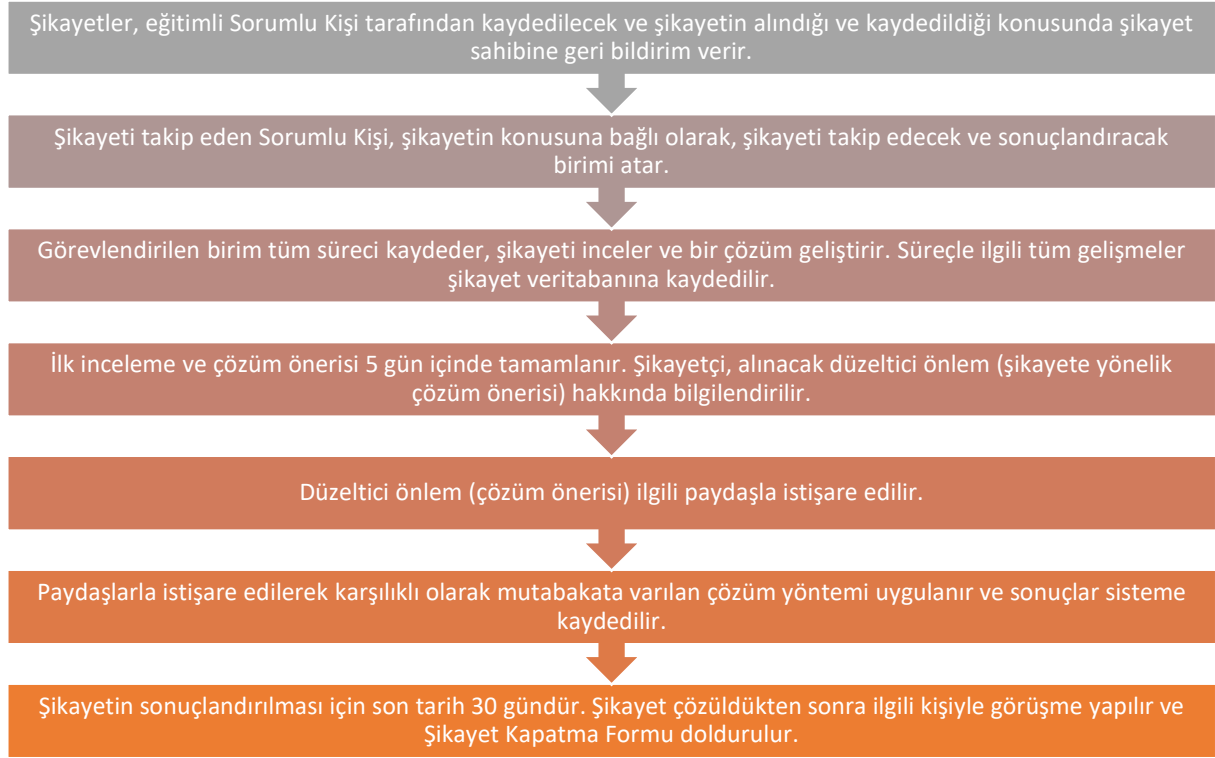 Şikayetler, eğitimli Sorumlu Kişi tarafından kaydedilecek ve şikayetin alındığı ve kaydedildiği konusunda şikayet
sahibine geri bildirim verir.
Şikayeti takip eden Sorumlu Kişi, şikayetin konusuna bağlı olarak, şikayeti takip edecek ve sonuçlandıracak
birimi atar.
Görevlendirilen birim tüm süreci kaydeder, şikayeti inceler ve bir çözüm geliştirir. Süreçle ilgili tüm gelişmeler
şikayet veritabanına kaydedilir.
İlk inceleme ve çözüm önerisi 5 gün içinde tamamlanır. Şikayetçi, alınacak düzeltici önlem (şikayete yönelik
çözüm önerisi) hakkında bilgilendirilir.
Düzeltici önlem (çözüm önerisi) ilgili paydaşla istişare edilir.
Paydaşlarla istişare edilerek karşılıklı olarak mutabakata varılan çözüm yöntemi uygulanır ve sonuçlar sisteme
kaydedilir.
Şikayetin sonuçlandırılması için son tarih 30 gündür. Şikayet çözüldükten sonra ilgili kişiyle görüşme yapılır ve
Şikayet Kapatma Formu doldurulur.